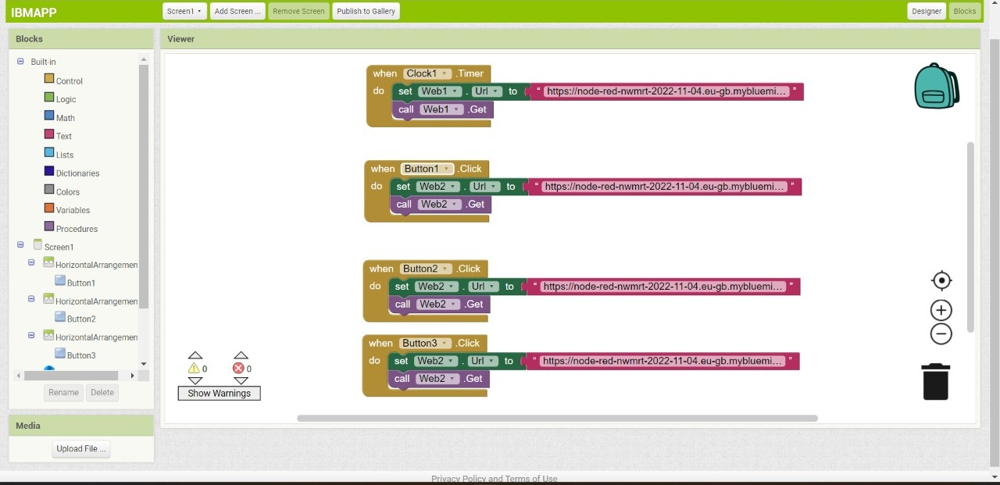 IBMAPP
Screen1
Add Screen ...
Remove Screen
Publish to Gallery
Designer
Blocks
Blocks
Built-in
Control
Logic
Math
Text
Lists
Dictionaries
Colors
Variables
Procedures
Screen1
HorizontalArrangemen
Button1
HorizontalArrangemen
Button2
HorizontalArrangemen
Button3
Rename
Delete
Media
Upload File ...
Viewer
when Clock1 .Timer
do set Web1 . Url to “ https://node-red-nwmrt-2022-11-04.eu-gb.mybluemi... ”
call Web1 .Get
when Button1 .Click
do set Web2 . Url to “ https://node-red-nwmrt-2022-11-04.eu-gb.mybluemi... ”
call Web2 .Get
when Button2 .Click
do set Web2 . Url to “ https://node-red-nwmrt-2022-11-04.eu-gb.mybluemi... ”
call Web2 .Get
when Button3 .Click
do set Web2 . Url to “ https://node-red-nwmrt-2022-11-04.eu-gb.mybluemi... ”
call Web2 .Get
0 0
Show Warnings
Privacy Policy and Terms of Use